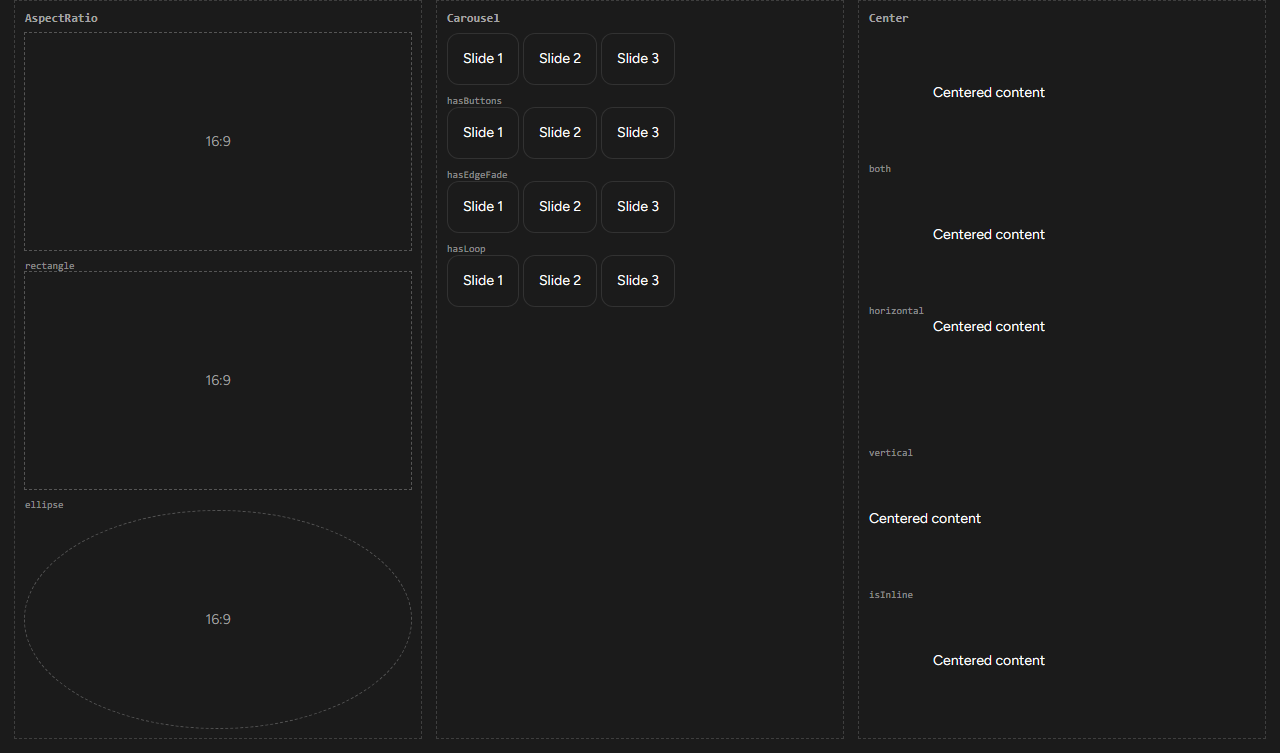 AspectRatio
16:9
rectangle
16:9
ellipse
16:9
Carousel
Slide 1 Slide 2 Slide 3
hasButtons
Slide 1 Slide 2 Slide 3
hasEdgeFade
Slide 1 Slide 2 Slide 3
hasLoop
Slide 1 Slide 2 Slide 3
Center
Centered content
both
Centered content
horizontal
Centered content
vertical
Centered content
isInline
Centered content